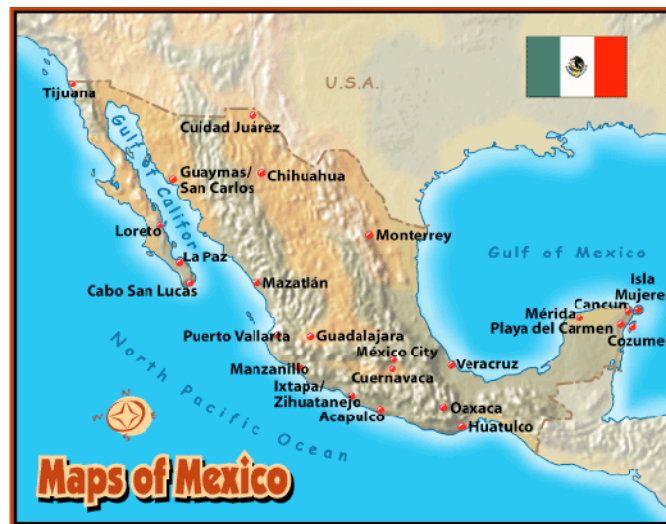 U.S.A.
Tijuana
Cuidad Juárez
Gulf of Califor
Guaymas/
San Carlos
Chihuahua
Loreto
Monterrey
Gulf of Mexico
La Paz
Cabo San Lucas
Mazatlán
Isla
Mujere
Cancun
Mérida
Playa del Carmen
Cozume
Puerto Vallarta
Guadalajara
México City
Veracruz
Manzanillo
Cuernavaca
Ixtapa/
Zihuatanejo
Acapulco
Oaxaca
Huatulco
North Pacific Ocean
N
W
E
S
Maps of Mexico